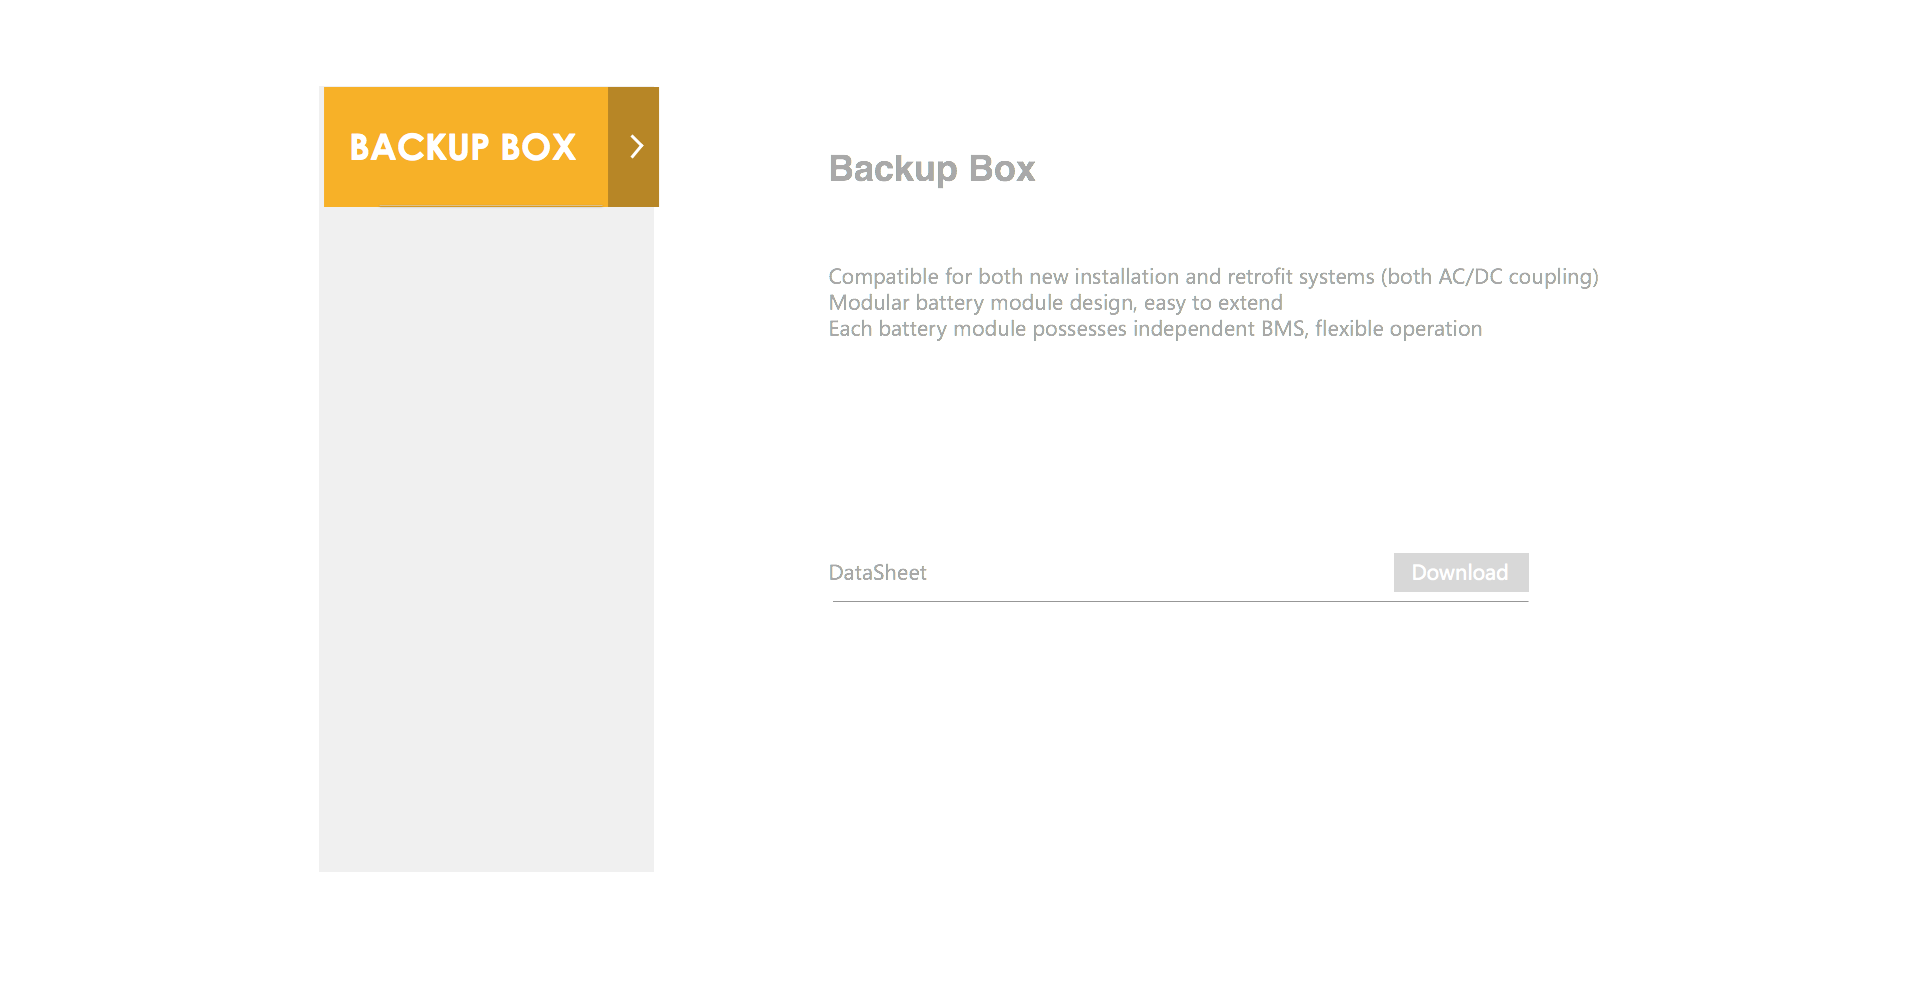 BACKUP BOX
Backup Box
Compatible for both new installation and retrofit systems (both AC/DC coupling)
Modular battery module design, easy to extend
Each battery module possesses independent BMS, flexible operation
DataSheet
Download